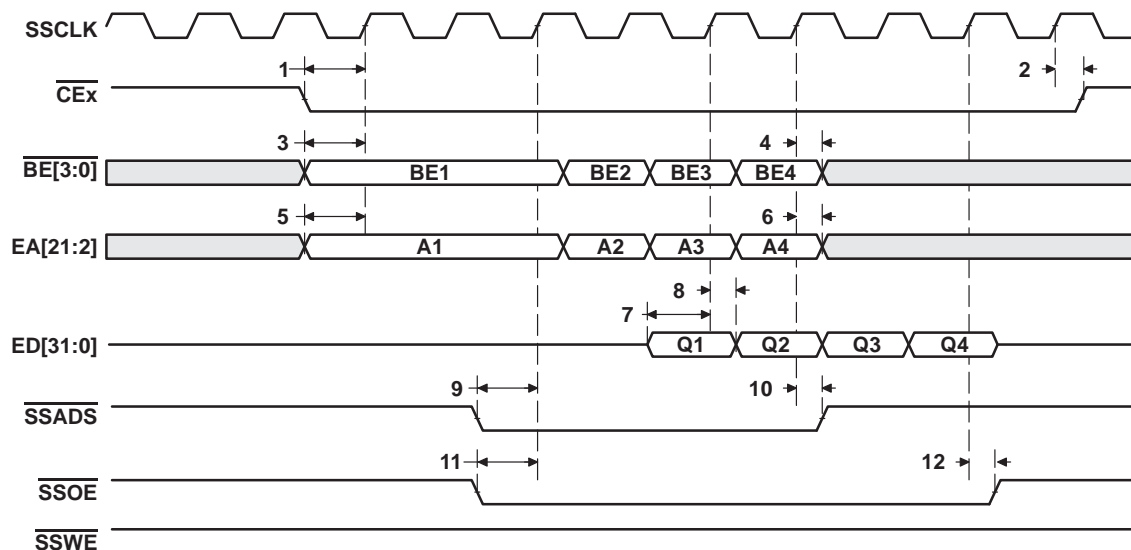 SSCLK
1
2
CEx
3
4
BE[3:0]
BE1 BE2 BE3 BE4
5
6
EA[21:2]
A1 A2 A3 A4
8
7
ED[31:0]
Q1 Q2 Q3 Q4
9
10
SSADS
11
12
SSOE
SSWE